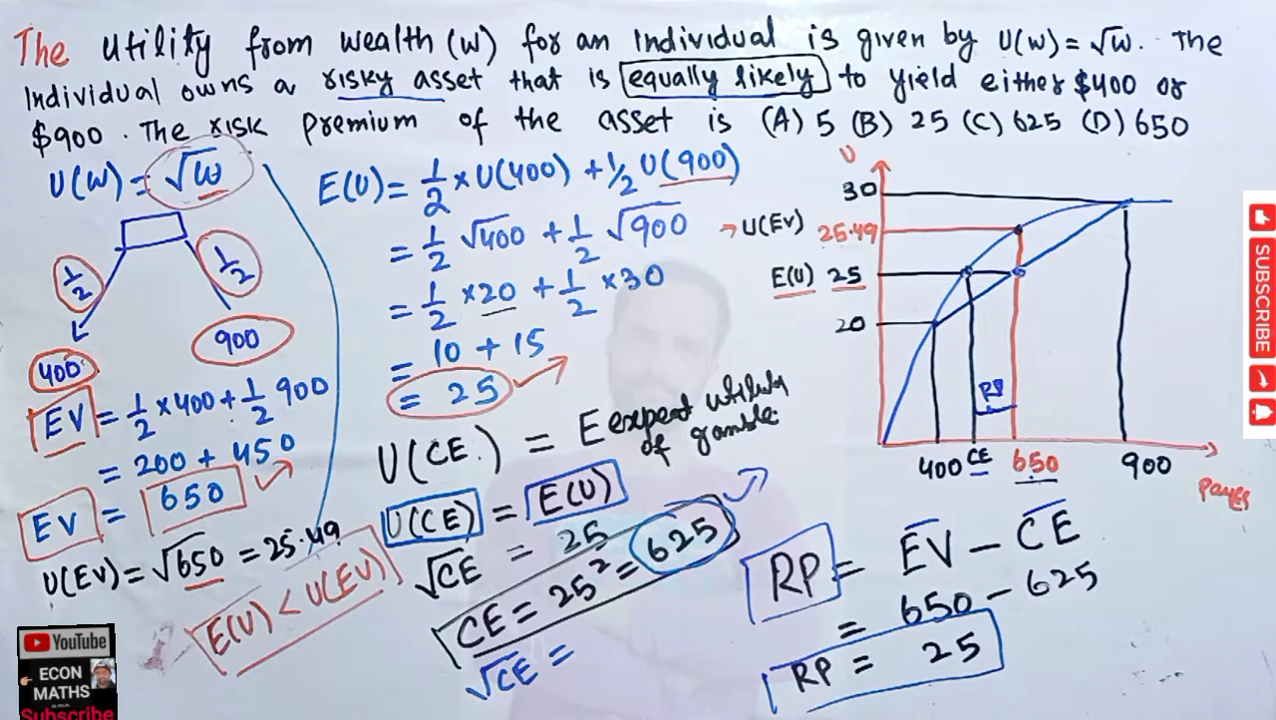 The Utility from wealth (W) for an Individual is given by U(W) = √W. The
Individual owns a risky asset that is equally likely to yield either $400 or
$900. The risk premium of the asset is (A) 5 (B) 25 (C) 625 (D) 650
U(W) = √W
1/2
1/2
400
900
EV = 1/2 × 400 + 1/2 900
= 200 + 450
EV = 650
U(EV) = √650 = 25.49
E(U) < U(EV)
E(U) = 1/2 × U(400) + 1/2 U(900)
= 1/2 √400 + 1/2 √900
= 1/2 × 20 + 1/2 × 30
= 10 + 15
= 25
U(CE) = E expect utility
of gamble
U(CE) = E(U)
√CE = 25
CE = 25² = 625
√CE =
U
30
→ U(EV) 25.49
E(U) 25
20
RP
400 CE 650 900
RP = EV – CE
= 650 – 625
RP = 25
YouTube
ECON
MATHS
Subscribe
SUBSCRIBE